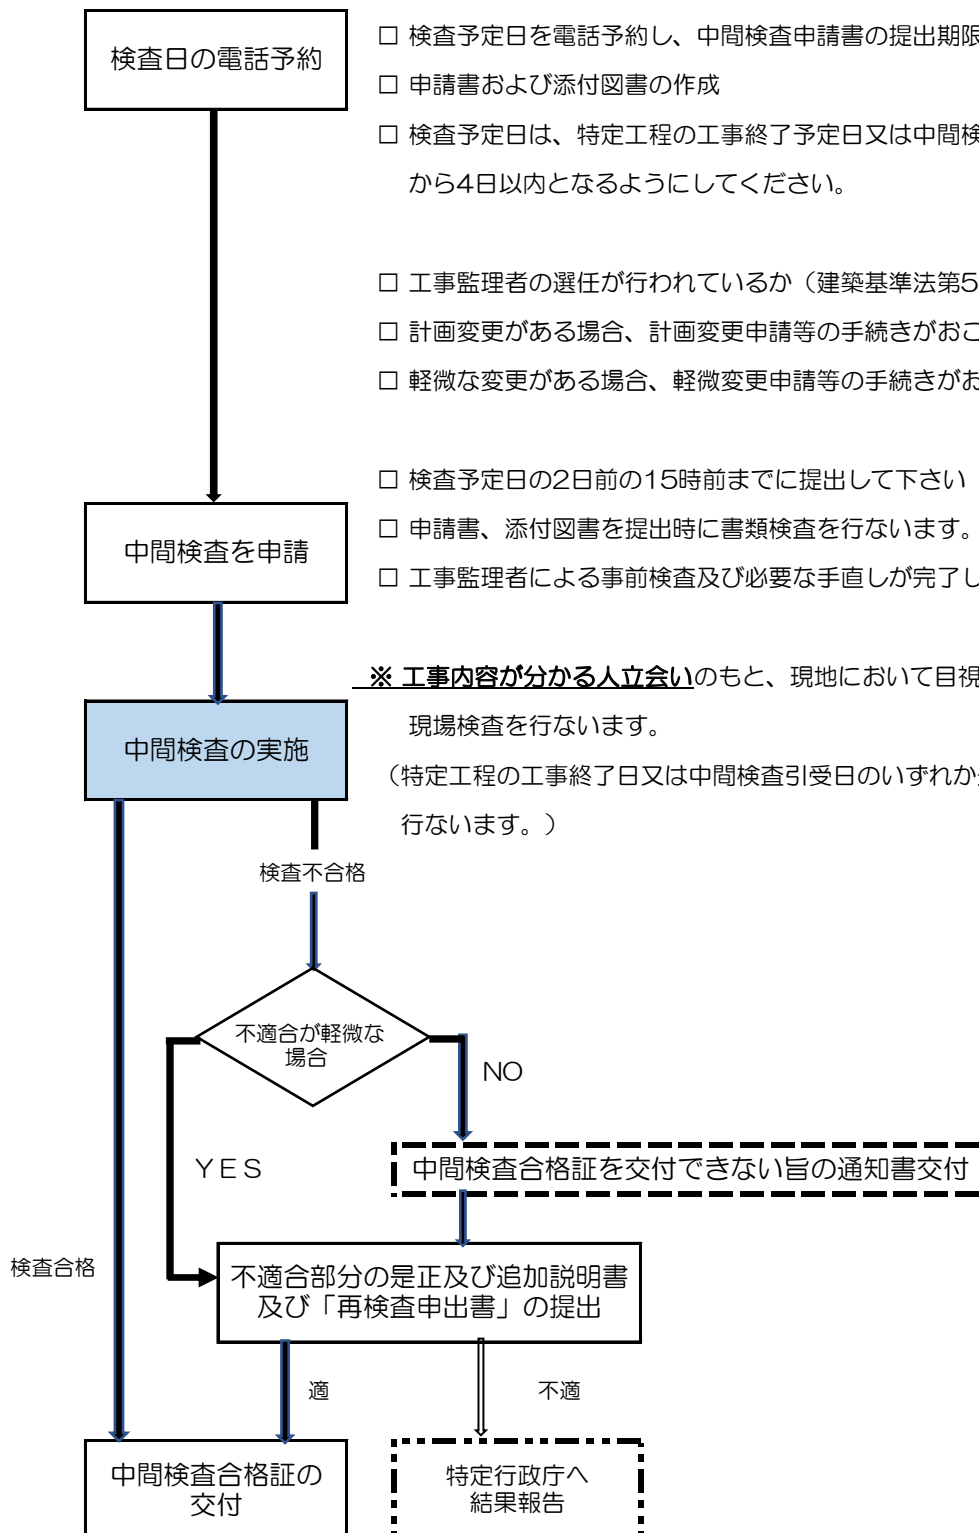 検査日の電話予約
□ 検査予定日を電話予約し、中間検査申請書の提出期限
□ 申請書および添付図書の作成
□ 検査予定日は、特定工程の工事終了予定日又は中間検
から4日以内となるようにしてください。
□ 工事監理者の選任が行われているか（建築基準法第5
□ 計画変更がある場合、計画変更申請等の手続きがおこ
□ 軽微な変更がある場合、軽微変更申請等の手続きがお
中間検査を申請
□ 検査予定日の2日前の15時前までに提出して下さい
□ 申請書、添付図書を提出時に書類検査を行ないます。
□ 工事監理者による事前検査及び必要な手直しが完了し
※ 工事内容が分かる人立会いのもと、現地において目視
現場検査を行ないます。
中間検査の実施
（特定工程の工事終了日又は中間検査引受日のいずれか
行ないます。）
検査不合格
不適合が軽微な
場合
NO
YES
中間検査合格証を交付できない旨の通知書交付
検査合格
不適合部分の是正及び追加説明書
及び「再検査申出書」の提出
適
不適
中間検査合格証の
交付
特定行政庁へ
結果報告